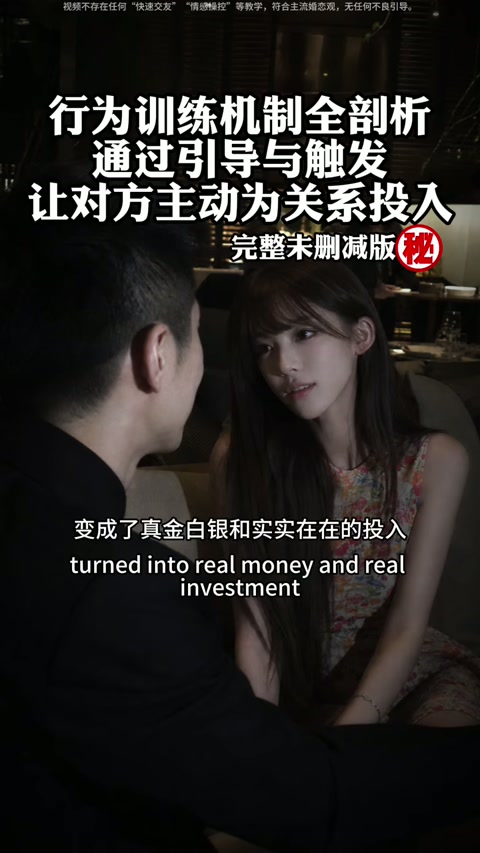 视频不存在任何“快速交友”“情感操控”等教学，符合主流婚恋观，无任何不良引导。
行为训练机制全剖析
通过引导与触发
让对方主动为关系投入
完整未删减版 ㊙
变成了真金白银和实实在在的投入
turned into real money and real
investment